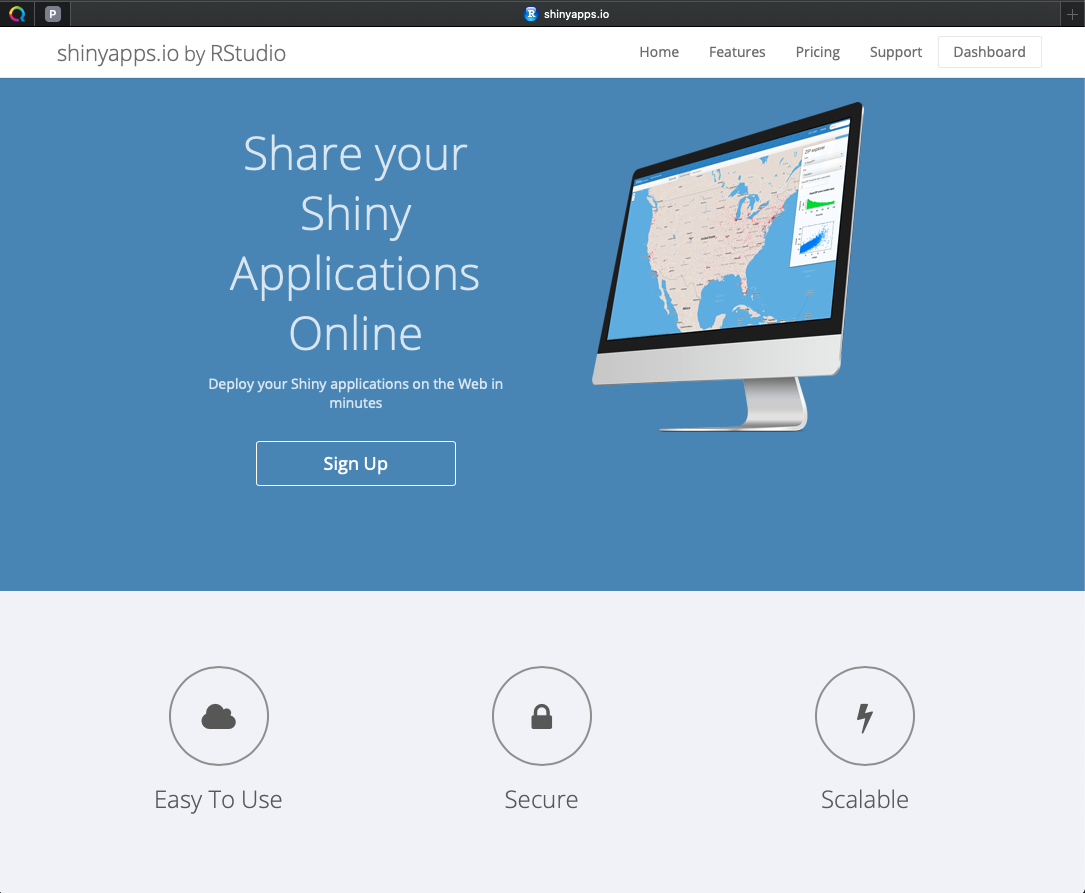 P
shinyapps.io
shinyapps.io by RStudio
Home Features Pricing Support Dashboard
Share your
Shiny
Applications
Online
Deploy your Shiny applications on the Web in
minutes
Sign Up
ZIP explorer
Easy To Use
Secure
Scalable